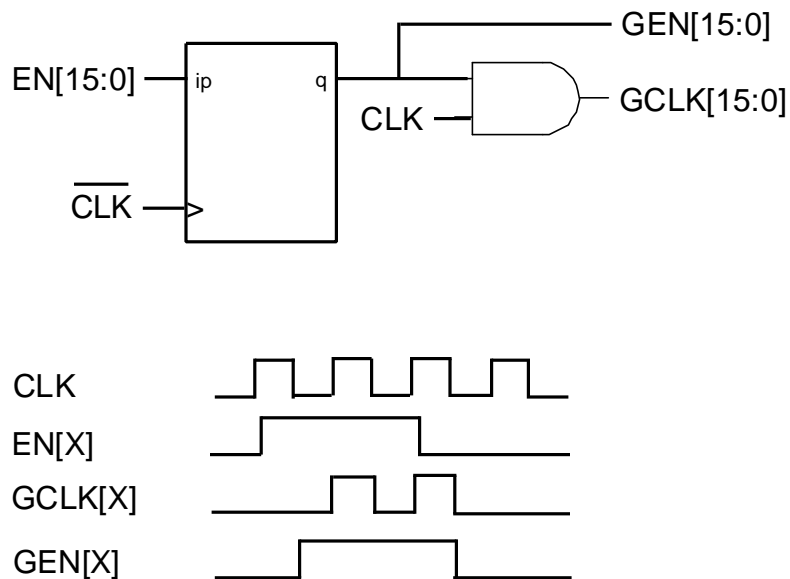 GEN[15:0]
EN[15:0]
ip
q
CLK
GCLK[15:0]
CLK
CLK
EN[X]
GCLK[X]
GEN[X]